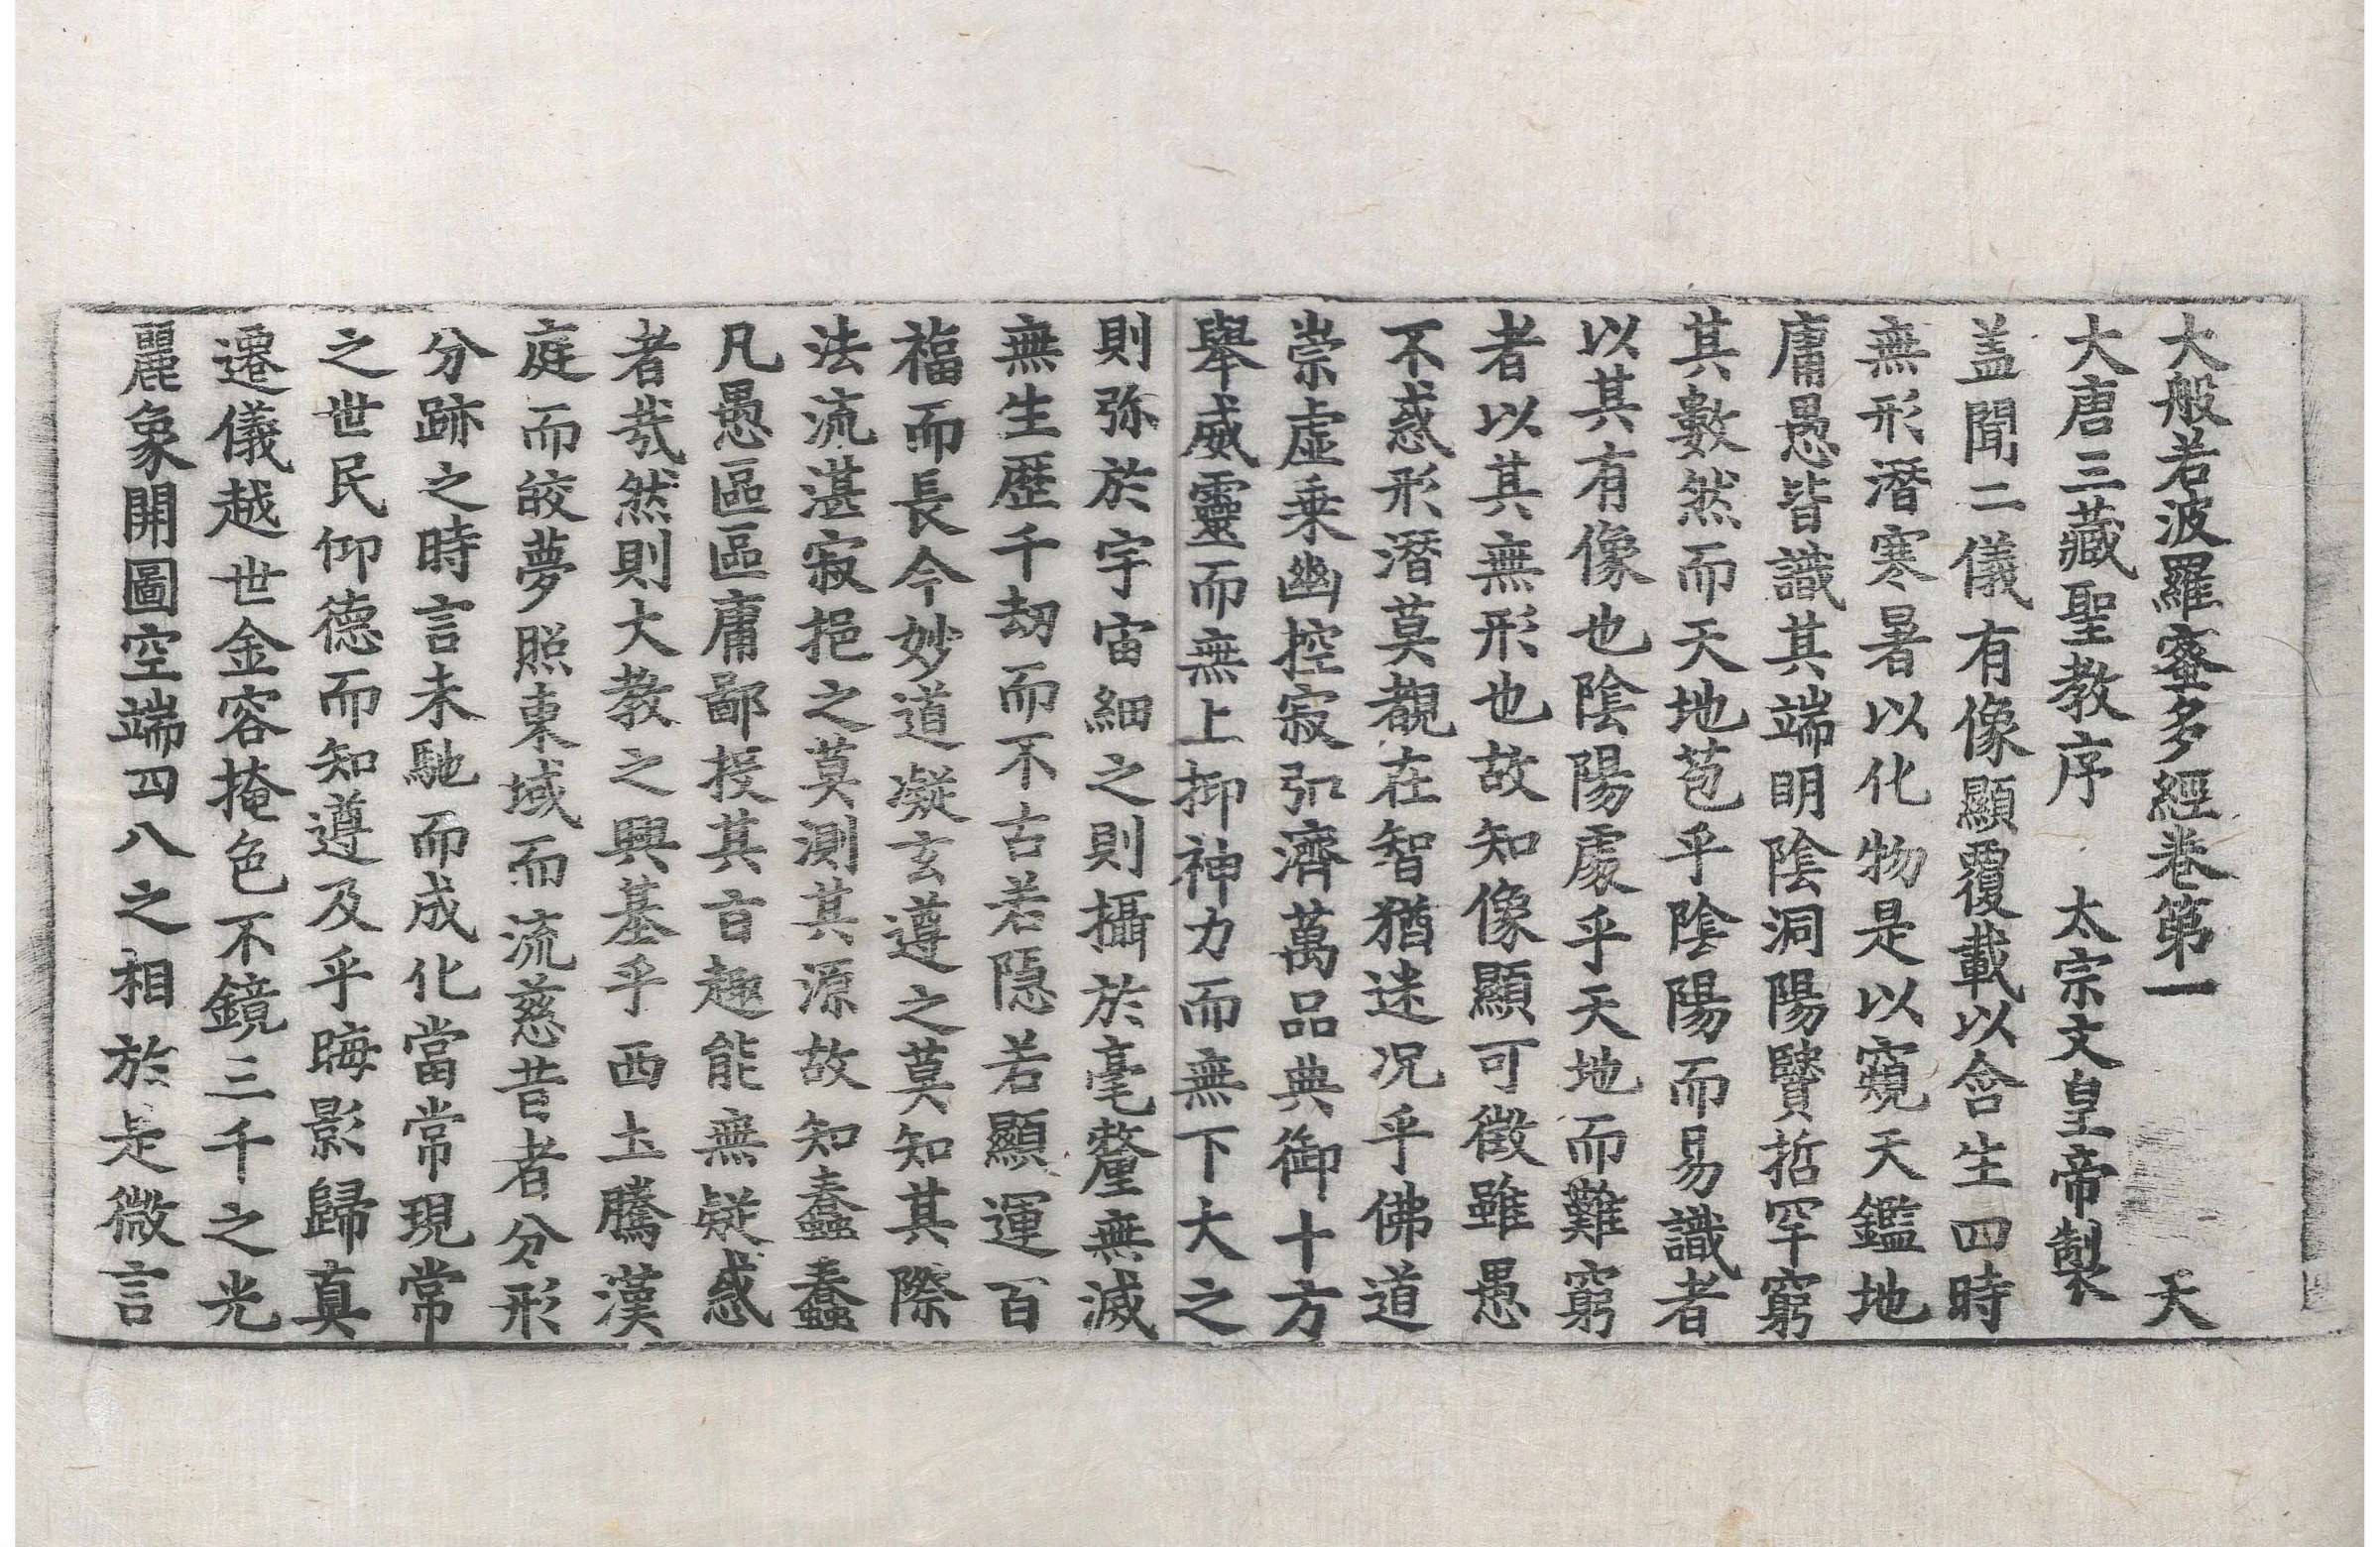 大般若波羅蜜多經卷第一 天
大唐三藏聖教序 太宗文皇帝製
盖聞二儀有像顯覆載以含生四時
無形潛寒暑以化物是以窺天鑑地
庸愚皆識其端明陰洞陽賢哲罕窮
其數然而天地苞乎陰陽而易識者
以其有像也陰陽處乎天地而難窮
者以其無形也故知像顯可徵雖愚
不惑形潛莫覩在智猶迷况乎佛道
崇虛乘幽控寂弘濟萬品典御十方
舉威靈而無上抑神力而無下大之
則弥於宇宙細之則攝於毫釐無滅
無生歷千劫而不古若隱若顯運百
福而長今妙道凝玄遵之莫知其際
法流湛寂挹之莫測其源故知蠢蠢
凡愚區區庸鄙投其旨趣能無疑惑
者哉然則大教之興基乎西土騰漢
庭而皎夢照東域而流慈昔者分形
分跡之時言未馳而成化當常現常
之世民仰德而知遵及乎晦影歸真
遷儀越世金容掩色不鏡三千之光
麗象開圖空端四八之相於是微言